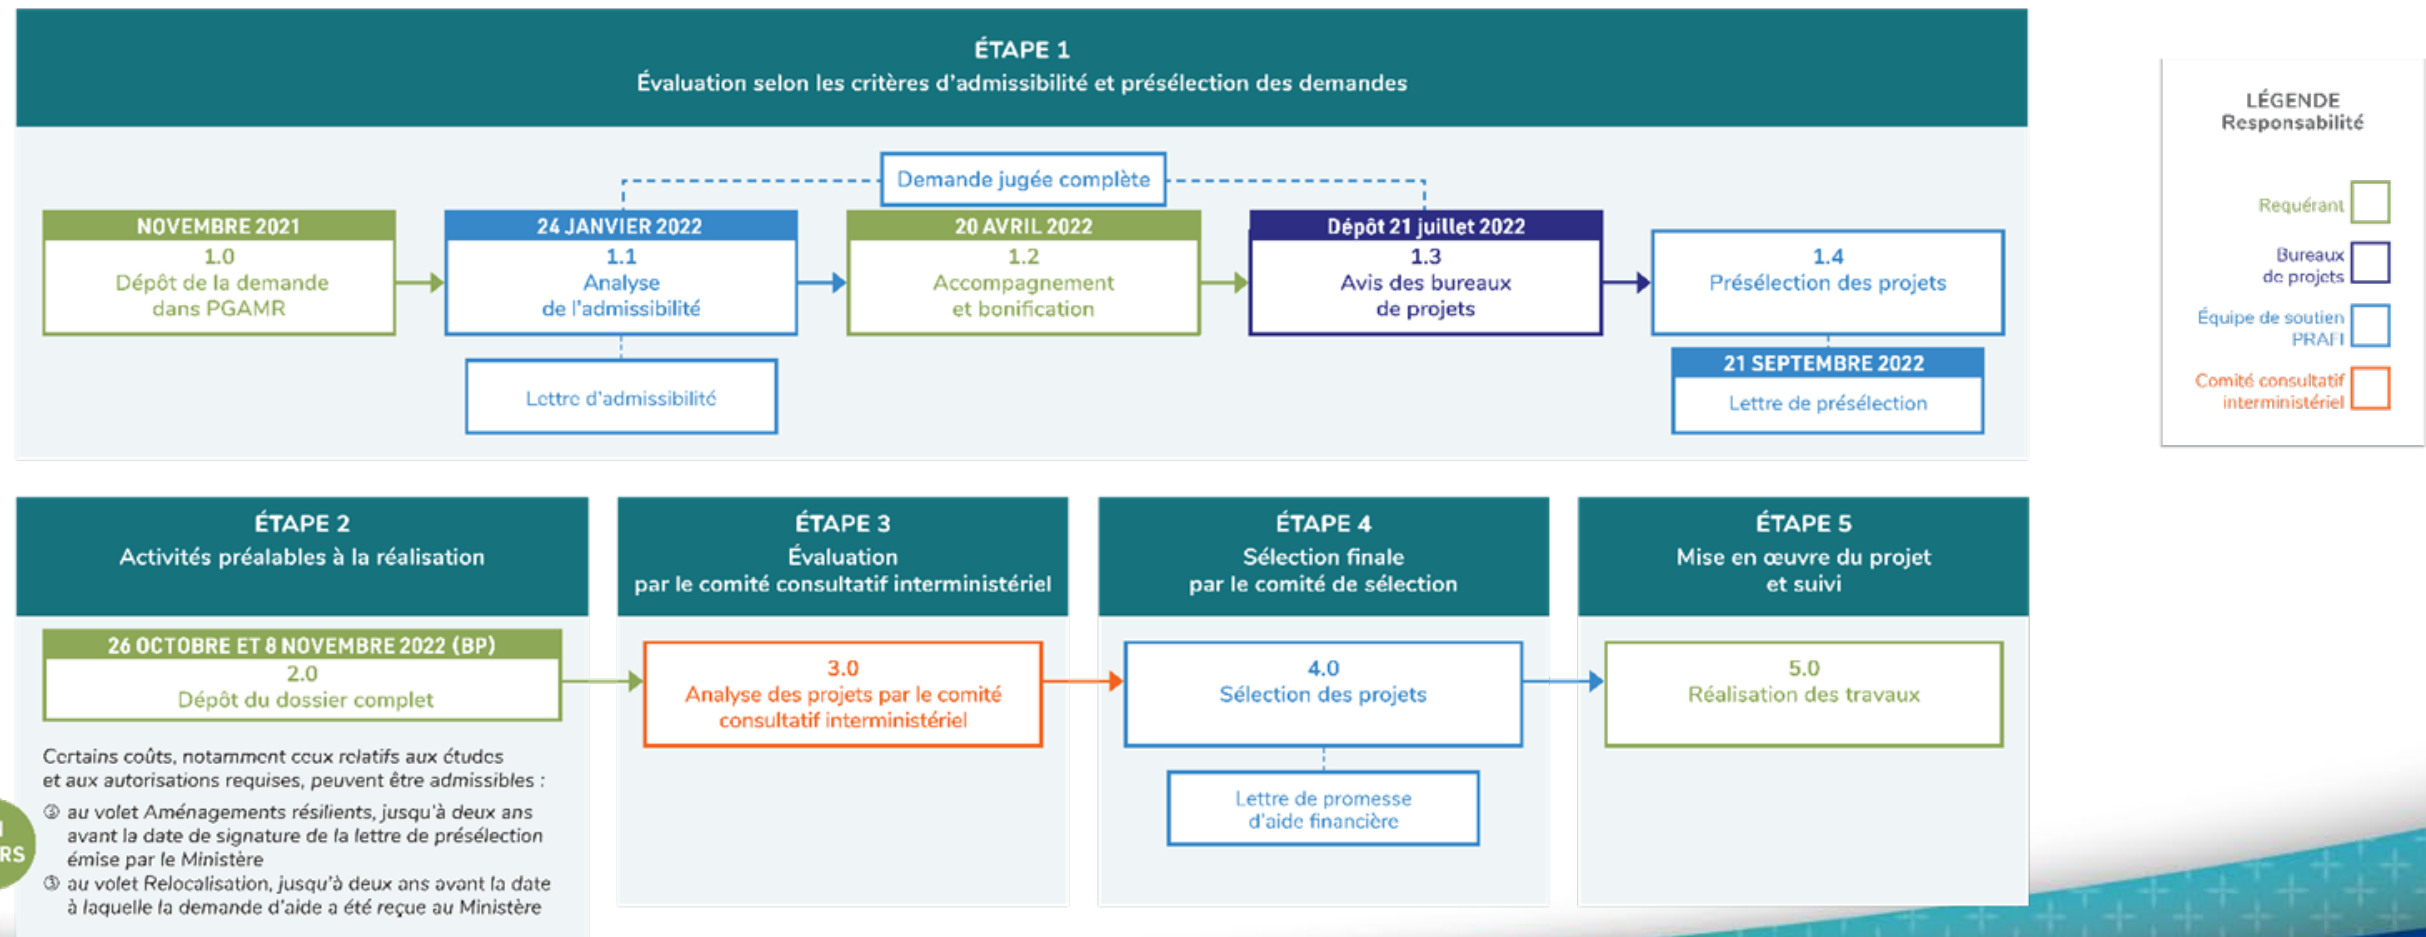 ÉTAPE 1
Évaluation selon les critères d'admissibilité et présélection des demandes
Demande jugée complète
NOVEMBRE 2021
1.0
Dépôt de la demande
dans PGAMR
24 JANVIER 2022
1.1
Analyse
de l'admissibilité
Lettre d'admissibilité
20 AVRIL 2022
1.2
Accompagnement
et bonification
Dépôt 21 juillet 2022
1.3
Avis des bureaux
de projets
1.4
Présélection des projets
21 SEPTEMBRE 2022
Lettre de présélection
LÉGENDE
Responsabilité
Requérant
Bureaux
de projets
Équipe de soutien
PRAFI
Comité consultatif
interministériel
ÉTAPE 2
Activités préalables à la réalisation
26 OCTOBRE ET 8 NOVEMBRE 2022 (BP)
2.0
Dépôt du dossier complet
Certains coûts, notamment ceux relatifs aux études
et aux autorisations requises, peuvent être admissibles :
② au volet Aménagements résilients, jusqu'à deux ans
avant la date de signature de la lettre de présélection
émise par le Ministère
③ au volet Relocalisation, jusqu'à deux ans avant la date
à laquelle la demande d'aide a été reçue au Ministère
ÉTAPE 3
Évaluation
par le comité consultatif interministériel
3.0
Analyse des projets par le comité
consultatif interministériel
ÉTAPE 4
Sélection finale
par le comité de sélection
4.0
Sélection des projets
Lettre de promesse
d'aide financière
ÉTAPE 5
Mise en œuvre du projet
et suivi
5.0
Réalisation des travaux